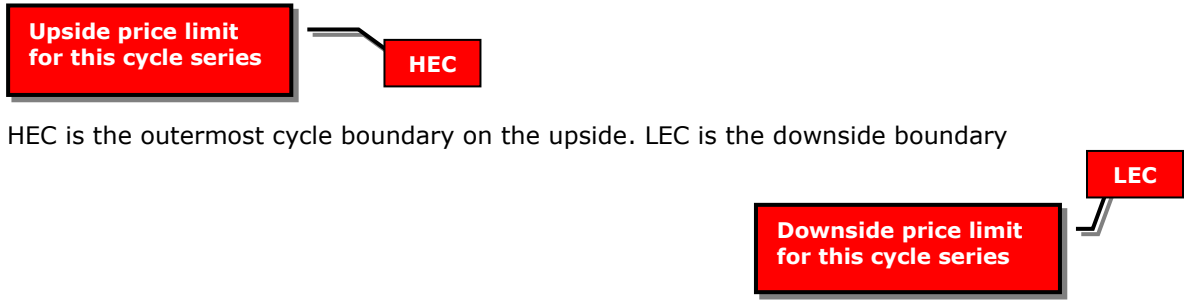 Upside price limit
for this cycle series
HEC
HEC is the outermost cycle boundary on the upside. LEC is the downside boundary
LEC
Downside price limit
for this cycle series